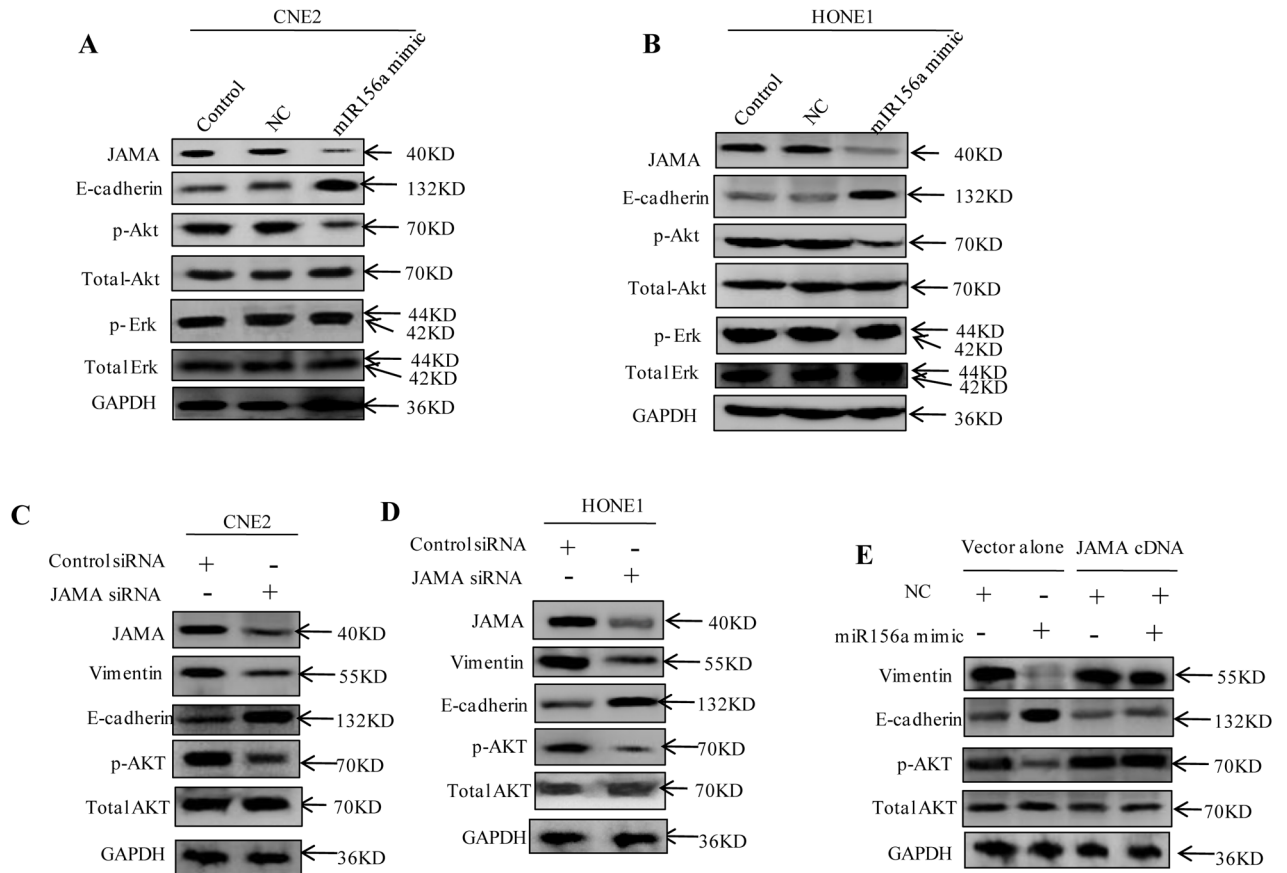 A
CNE2
Control
NC
mIR156a mimic
JAMA
40KD
E-cadherin
132KD
p-Akt
70KD
Total-Akt
70KD
p-Erk
44KD
42KD
Total Erk
44KD
42KD
GAPDH
36KD
B
HONE1
Control
NC
mIR156a mimic
JAMA
40KD
E-cadherin
132KD
p-Akt
70KD
Total-Akt
70KD
p-Erk
44KD
42KD
Total Erk
44KD
42KD
GAPDH
36KD
C
CNE2
Control siRNA + -
JAMA siRNA - +
JAMA
40KD
Vimentin
55KD
E-cadherin
132KD
p-AKT
70KD
Total AKT
70KD
GAPDH
36KD
D
HONE1
Control siRNA + -
JAMA siRNA - +
JAMA
40KD
Vimentin
55KD
E-cadherin
132KD
p-AKT
70KD
Total AKT
70KD
GAPDH
36KD
E
Vector alone JAMA cDNA
NC + - + +
miR156a mimic - + - +
Vimentin
55KD
E-cadherin
132KD
p-AKT
70KD
Total AKT
70KD
GAPDH
36KD